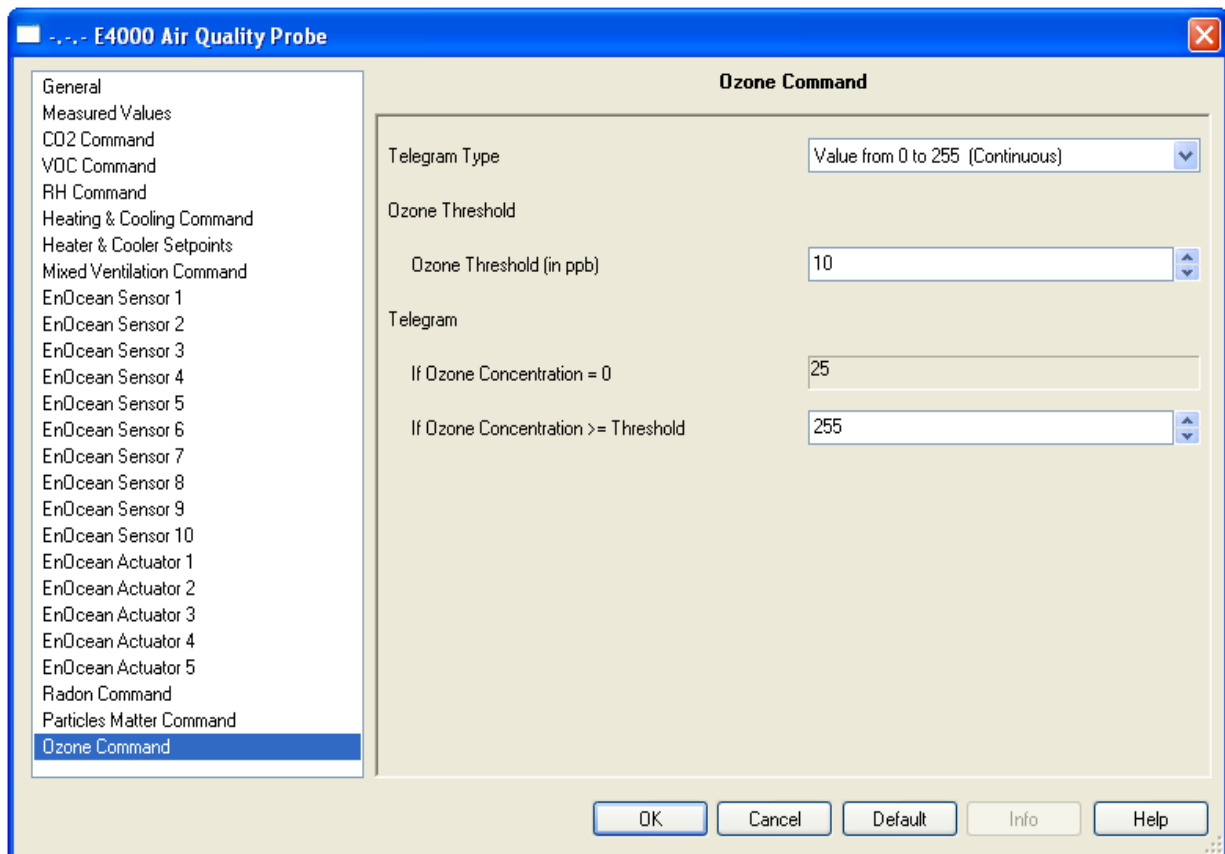 -.-.- E4000 Air Quality Probe
General
Measured Values
CO2 Command
VOC Command
RH Command
Heating & Cooling Command
Heater & Cooler Setpoints
Mixed Ventilation Command
EnOcean Sensor 1
EnOcean Sensor 2
EnOcean Sensor 3
EnOcean Sensor 4
EnOcean Sensor 5
EnOcean Sensor 6
EnOcean Sensor 7
EnOcean Sensor 8
EnOcean Sensor 9
EnOcean Sensor 10
EnOcean Actuator 1
EnOcean Actuator 2
EnOcean Actuator 3
EnOcean Actuator 4
EnOcean Actuator 5
Radon Command
Particles Matter Command
Ozone Command
Ozone Command
Telegram Type Value from 0 to 255 (Continuous)
Ozone Threshold
Ozone Threshold (in ppb) 10
Telegram
If Ozone Concentration = 0 25
If Ozone Concentration >= Threshold 255
OK Cancel Default Info Help